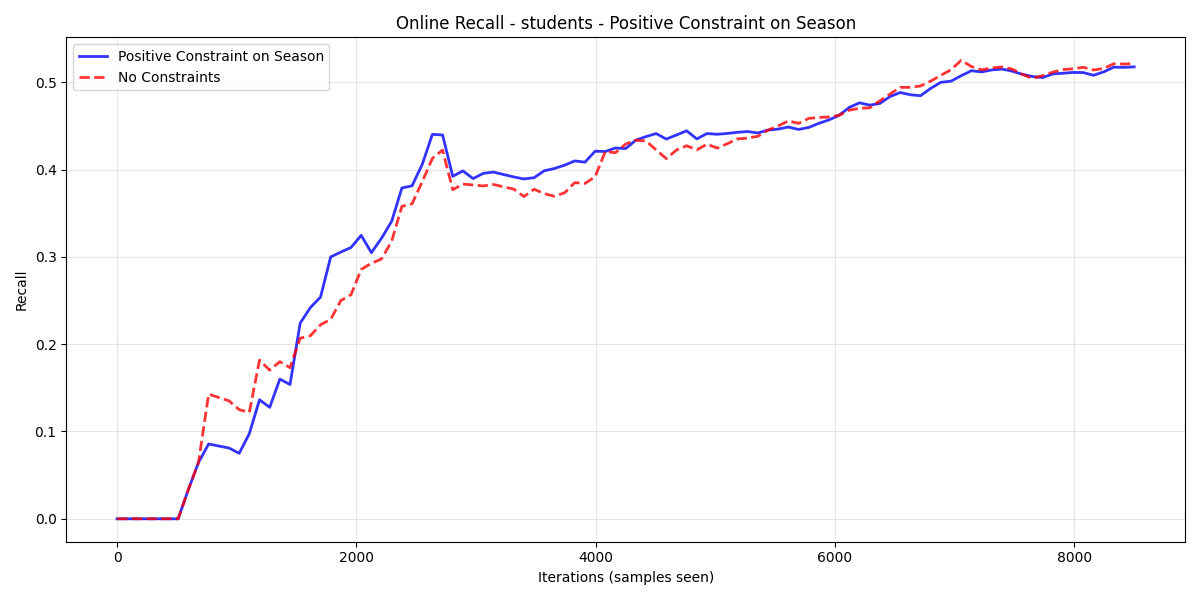 Online Recall - students - Positive Constraint on Season
Positive Constraint on Season
No Constraints
Recall
0.5
0.4
0.3
0.2
0.1
0.0
0 2000 4000 6000 8000
Iterations (samples seen)